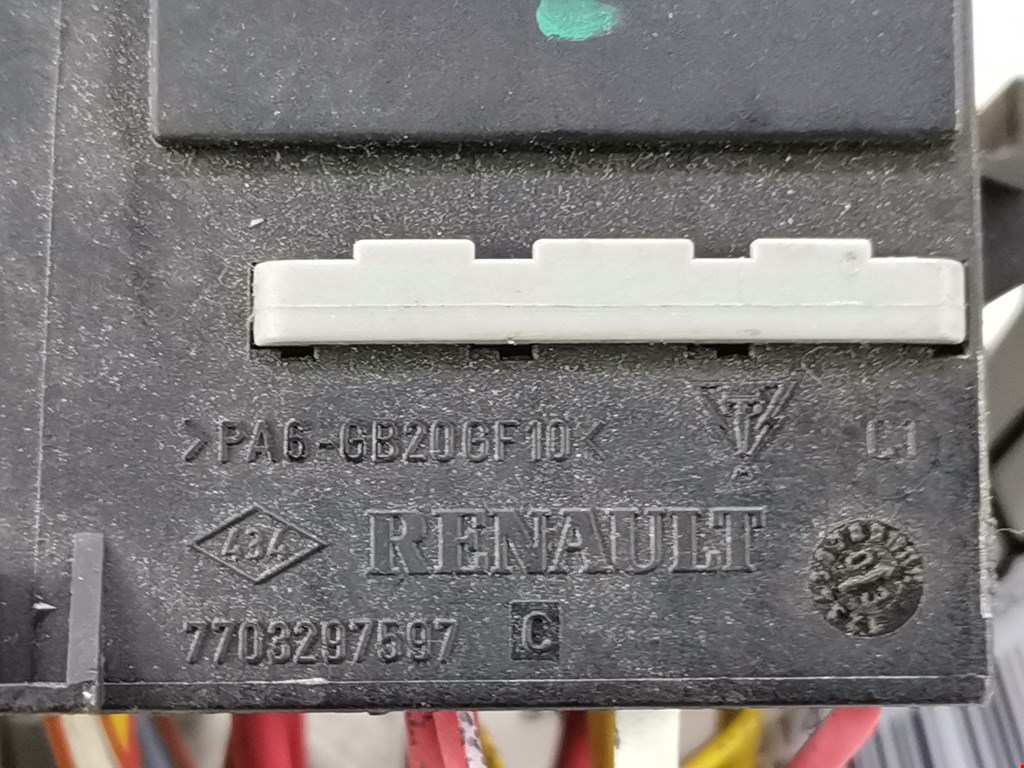 >PA6-GB20GF10<
C1
434 RENAULT
7703297597 C